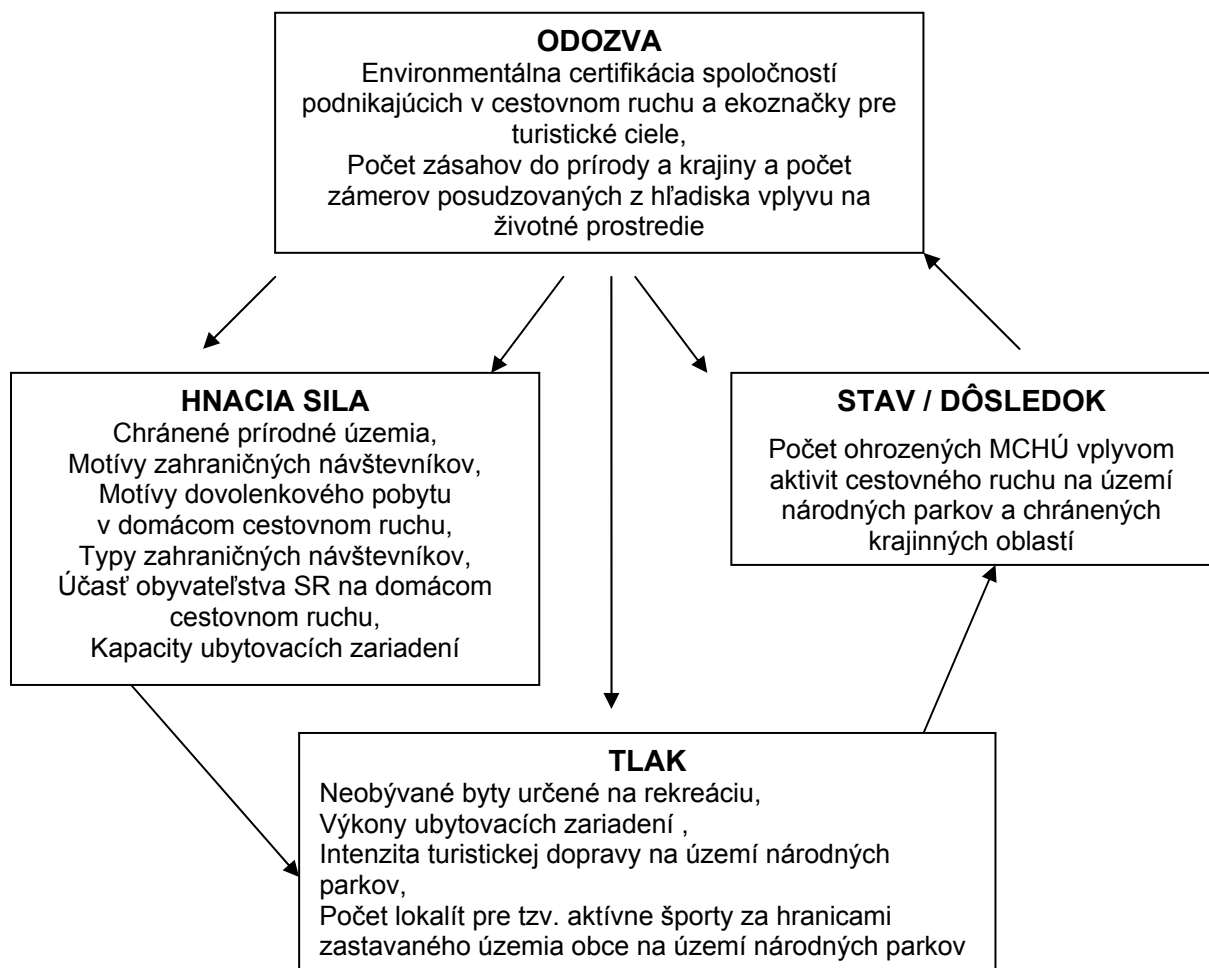 ODOZVA
Environmentálna certifikácia spoločností
podnikajúcich v cestovnom ruchu a ekoznačky pre
turistické ciele,
Počet zásahov do prírody a krajiny a počet
zámerov posudzovaných z hľadiska vplyvu na
životné prostredie
HNACIA SILA
Chránené prírodné územia,
Motívy zahraničných návštevníkov,
Motívy dovolenkového pobytu
v domácom cestovnom ruchu,
Typy zahraničných návštevníkov,
Účasť obyvateľstva SR na domácom
cestovnom ruchu,
Kapacity ubytovacích zariadení
STAV / DÔSLEDOK
Počet ohrozených MCHÚ vplyvom
aktivit cestovného ruchu na území
národných parkov a chránených
krajinných oblastí
TLAK
Neobývané byty určené na rekreáciu,
Výkony ubytovacích zariadení ,
Intenzita turistickej dopravy na území národných
parkov,
Počet lokalít pre tzv. aktívne športy za hranicami
zastavaného územia obce na území národných parkov